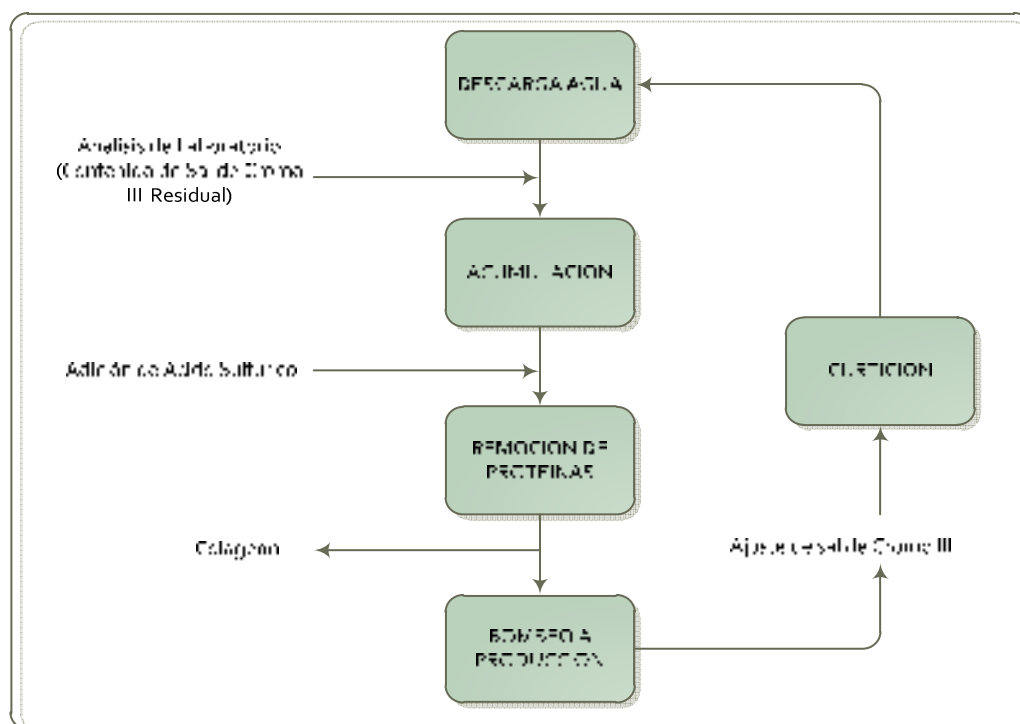 DESCARGA AGUA
Analisis de Laboratorio
(Contenido de Sal de Cromo
III Residual)
ACUMULACION
Adición de Acido Sulfurico
CURTICION
REMOCION DE
PROTEINAS
Colageno
Ajuste de sal de Cromo III
BOMBEO A
PRODUCCION